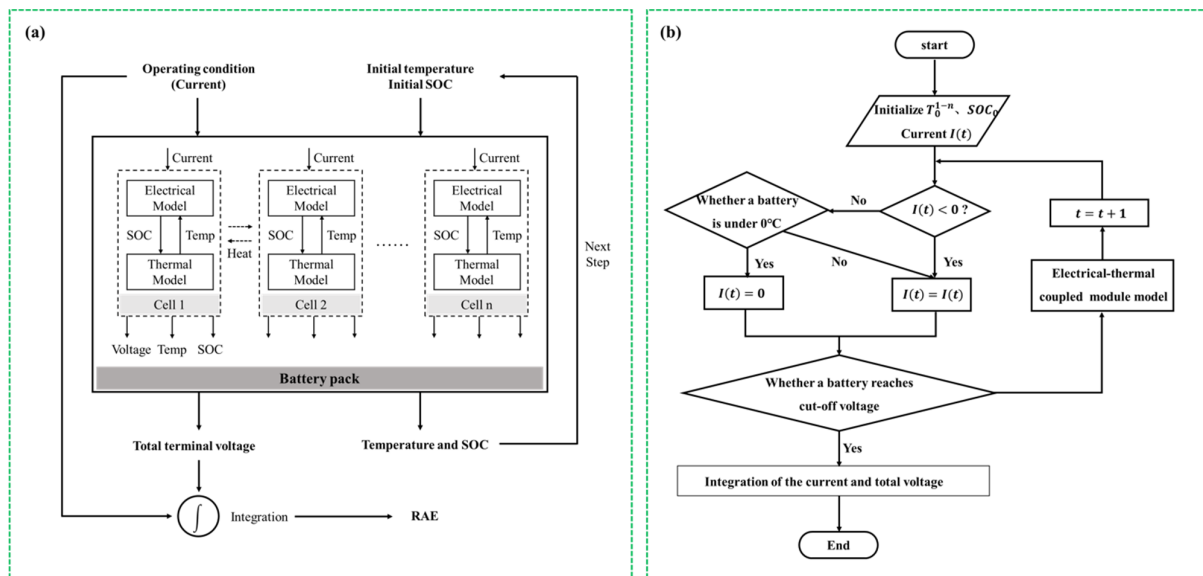 (a)
Operating condition
(Current)
Initial temperature
Initial SOC
Current
Current
Current
Electrical
Model
Electrical
Model
Electrical
Model
SOC
Temp
SOC
Temp
SOC
Temp
Heat
......
Thermal
Model
Thermal
Model
Thermal
Model
Cell 1
Cell 2
Cell n
Voltage Temp SOC
Battery pack
Next
Step
Total terminal voltage
Temperature and SOC
∫
Integration
RAE
(b)
start
Initialize T₀¹⁻ⁿ、SOC₀
Current I(t)
Whether a battery
is under 0℃
No
I(t) < 0 ?
t = t + 1
Yes
No
Yes
I(t) = 0
I(t) = I(t)
Electrical-thermal
coupled module model
Whether a battery reaches
cut-off voltage
Yes
Integration of the current and total voltage
End